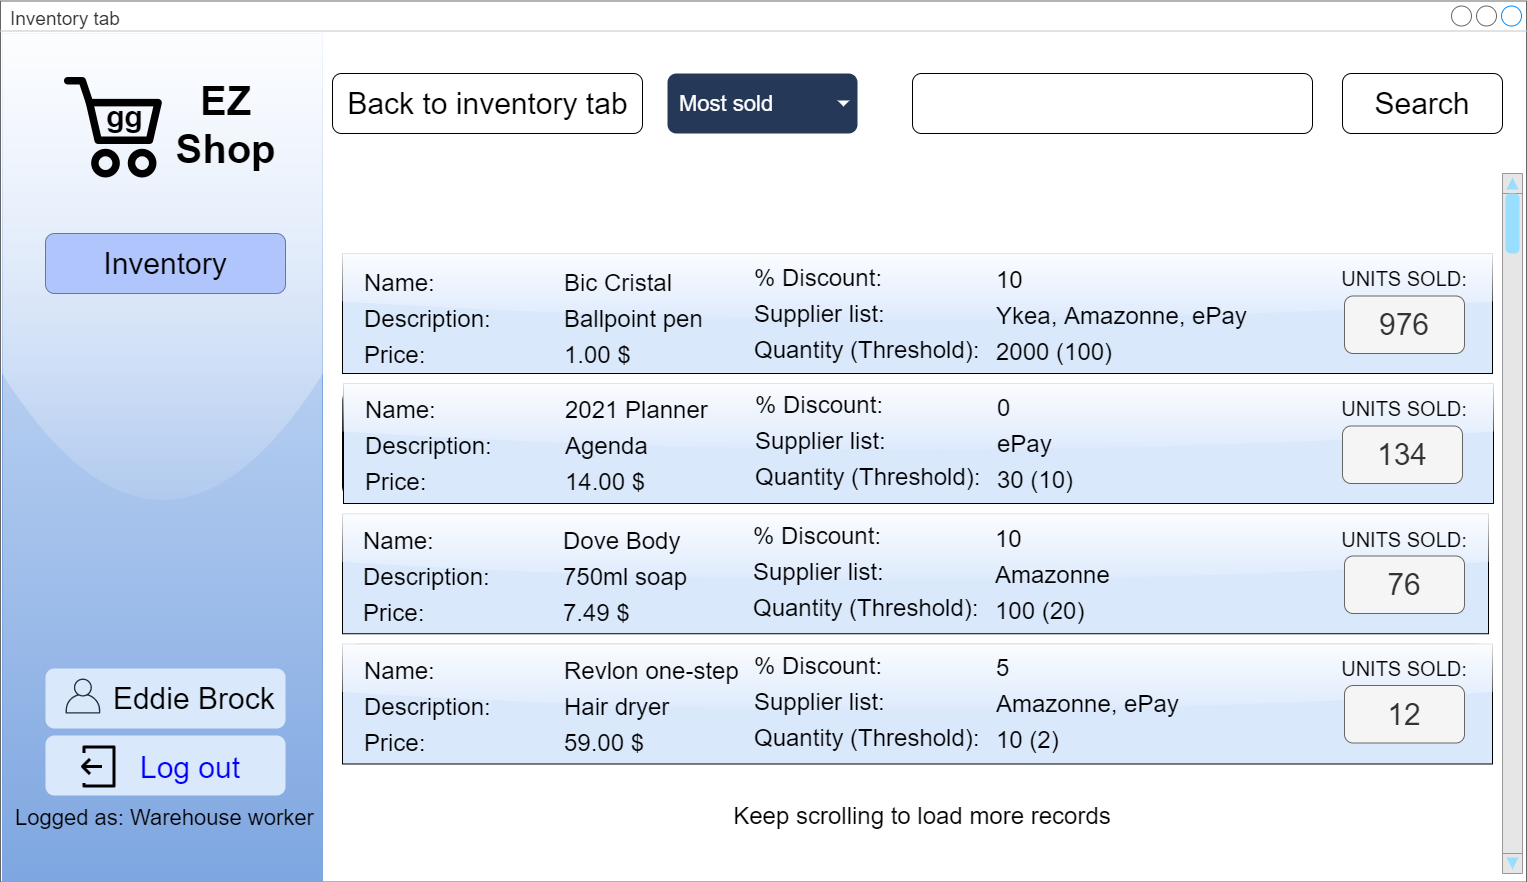 Inventory tab
gg
EZ
Shop
Back to inventory tab
Most sold
Search
Inventory
Name: Bic Cristal % Discount: 10 UNITS SOLD:
Description: Ballpoint pen Supplier list: Ykea, Amazonne, ePay 976
Price: 1.00 $ Quantity (Threshold): 2000 (100)
Name: 2021 Planner % Discount: 0 UNITS SOLD:
Description: Agenda Supplier list: ePay 134
Price: 14.00 $ Quantity (Threshold): 30 (10)
Name: Dove Body % Discount: 10 UNITS SOLD:
Description: 750ml soap Supplier list: Amazonne 76
Price: 7.49 $ Quantity (Threshold): 100 (20)
Name: Revlon one-step % Discount: 5 UNITS SOLD:
Description: Hair dryer Supplier list: Amazonne, ePay 12
Price: 59.00 $ Quantity (Threshold): 10 (2)
Keep scrolling to load more records
Eddie Brock
Log out
Logged as: Warehouse worker